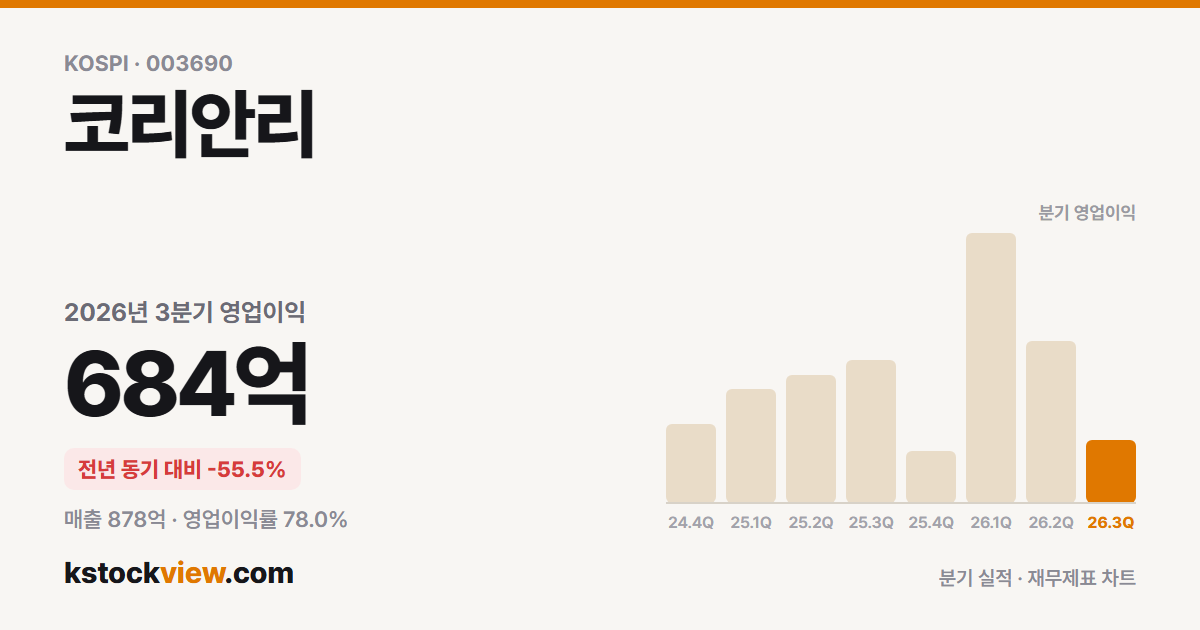 KOSPI · 003690
코리안리
분기 영업이익
2026년 3분기 영업이익
684억
전년 동기 대비 -55.5%
매출 878억 · 영업이익률 78.0%
24.4Q 25.1Q 25.2Q 25.3Q 25.4Q 26.1Q 26.2Q 26.3Q
kstockview.com
분기 실적 · 재무제표 차트